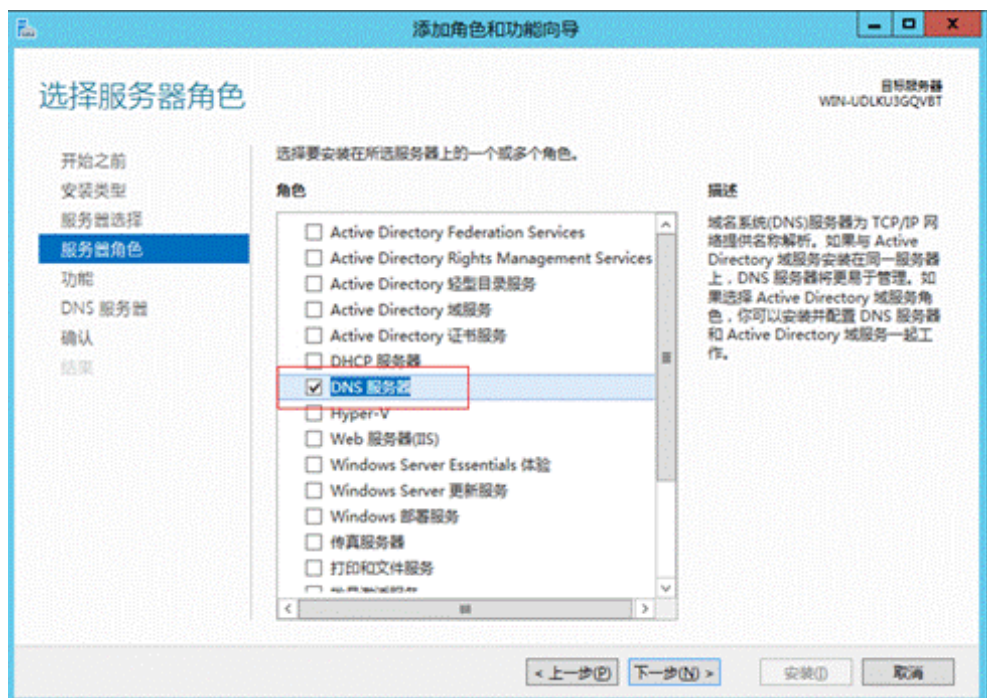 添加角色和功能向导
选择服务器角色
目标服务器
WIN-UDLKU3GQVBT
开始之前
安装类型
服务器选择
服务器角色
功能
DNS 服务器
确认
结果
选择要安装在所选服务器上的一个或多个角色。
角色
Active Directory Federation Services
Active Directory Rights Management Services
Active Directory 轻型目录服务
Active Directory 域服务
Active Directory 证书服务
DHCP 服务器
DNS 服务器
Hyper-V
Web 服务器(IIS)
Windows Server Essentials 体验
Windows Server 更新服务
Windows 部署服务
传真服务器
打印和文件服务
描述
域名系统(DNS)服务器为 TCP/IP 网
络提供名称解析。如果与 Active
Directory 域服务安装在同一服务器
上，DNS 服务器将更易于管理。如
果选择 Active Directory 域服务角
色，你可以安装并配置 DNS 服务器
和 Active Directory 域服务一起工
作。
< 上一步(P)
下一步(N) >
安装(I)
取消